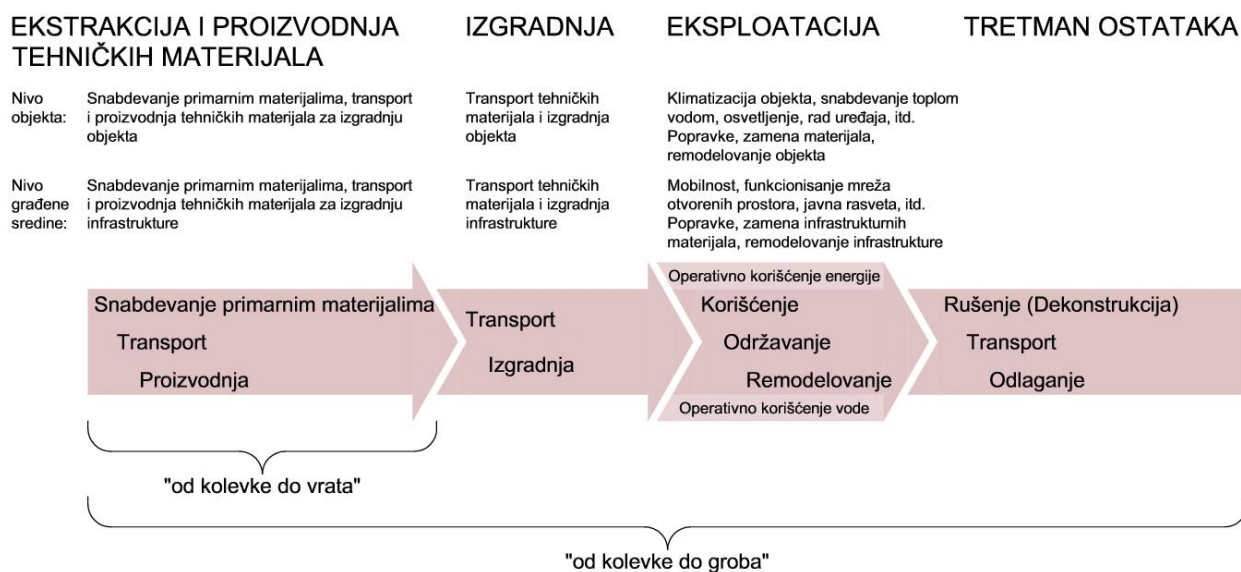 EKSTRAKCIJA I PROIZVODNJA
TEHNIČKIH MATERIJALA
IZGRADNJA
EKSPLOATACIJA
TRETMAN OSTATAKA
Nivo
objekta:
Snabdevanje primarnim materijalima, transport
i proizvodnja tehničkih materijala za izgradnju
objekta
Transport tehničkih
materijala i izgradnja
objekta
Klimatizacija objekta, snabdevanje toplom
vodom, osvetljenje, rad uređaja, itd.
Popravke, zamena materijala,
remodelovanje objekta
Nivo
građene
sredine:
Snabdevanje primarnim materijalima, transport
i proizvodnja tehničkih materijala za izgradnju
infrastrukture
Transport tehničkih
materijala i izgradnja
infrastrukture
Mobilnost, funkcionisanje mreža
otvorenih prostora, javna rasveta, itd.
Popravke, zamena infrastrukturnih
materijala, remodelovanje infrastrukture
Snabdevanje primarnim materijalima
Transport
Proizvodnja
Transport
Izgradnja
Operativno korišćenje energije
Korišćenje
Održavanje
Remodelovanje
Operativno korišćenje vode
Rušenje (Dekonstrukcija)
Transport
Odlaganje
"od kolevke do vrata"
"od kolevke do groba"